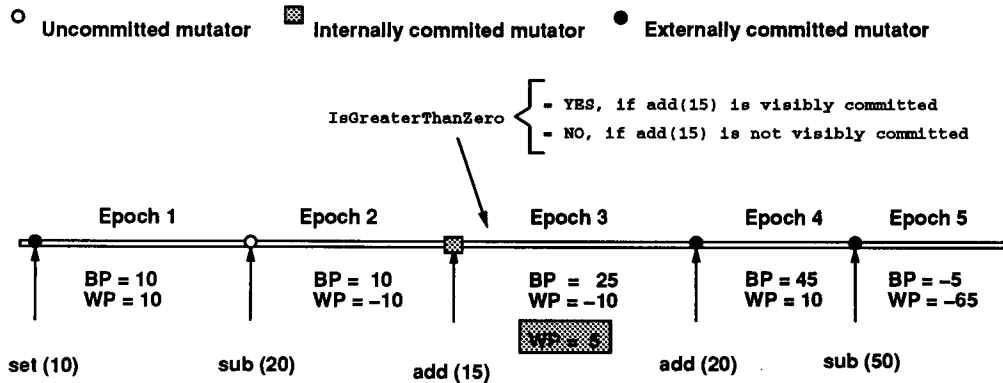 Uncommitted mutator Internally commited mutator Externally committed mutator
- YES, if add(15) is visibly committed
IsGreaterThanZero
- NO, if add(15) is not visibly committed
Epoch 1 Epoch 2 Epoch 3 Epoch 4 Epoch 5
BP = 10 BP = 10 BP = 25 BP = 45 BP = -5
WP = 10 WP = -10 WP = -10 WP = 10 WP = -65
WP = 5
set (10) sub (20) add (15) add (20) sub (50)